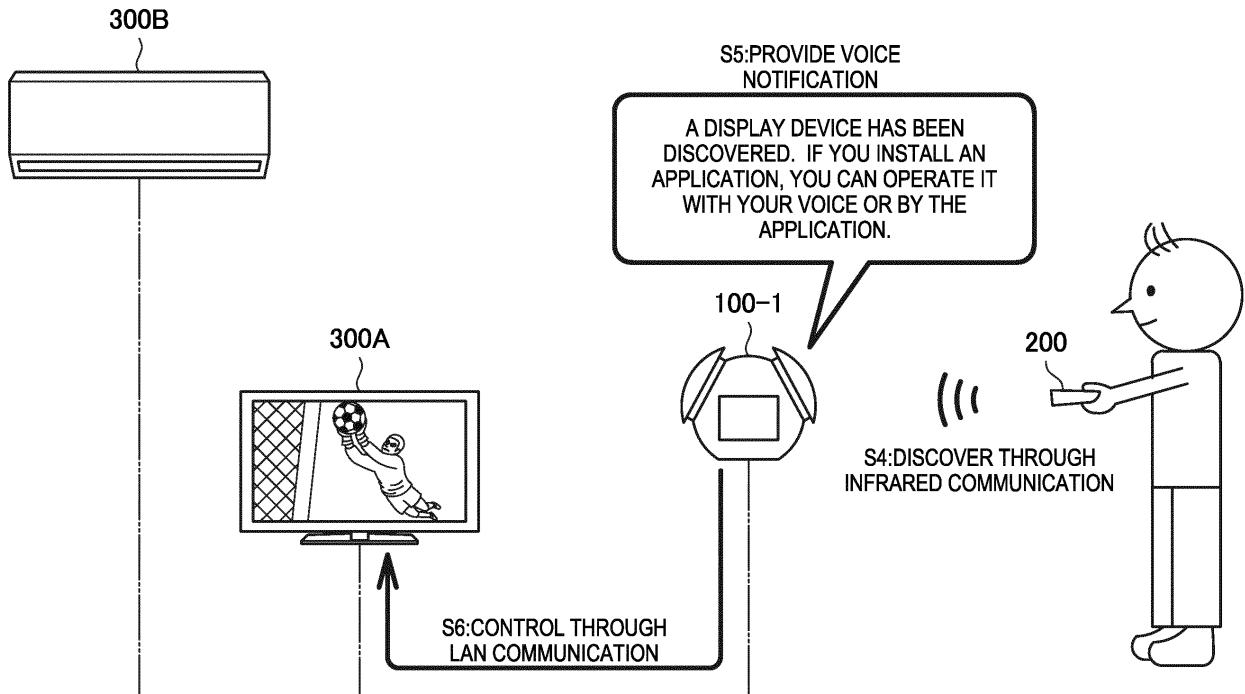 300B
S5:PROVIDE VOICE
NOTIFICATION
A DISPLAY DEVICE HAS BEEN
DISCOVERED. IF YOU INSTALL AN
APPLICATION, YOU CAN OPERATE IT
WITH YOUR VOICE OR BY THE
APPLICATION.
100-1
300A
200
S4:DISCOVER THROUGH
INFRARED COMMUNICATION
S6:CONTROL THROUGH
LAN COMMUNICATION